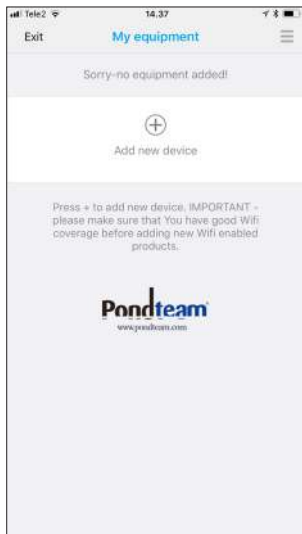 Tele2 14.37
Exit My equipment
Sorry-no equipment added!
Add new device
Press + to add new device. IMPORTANT -
please make sure that You have good Wifi
coverage before adding new Wifi enabled
products.
Pondteam
www.pondteam.com